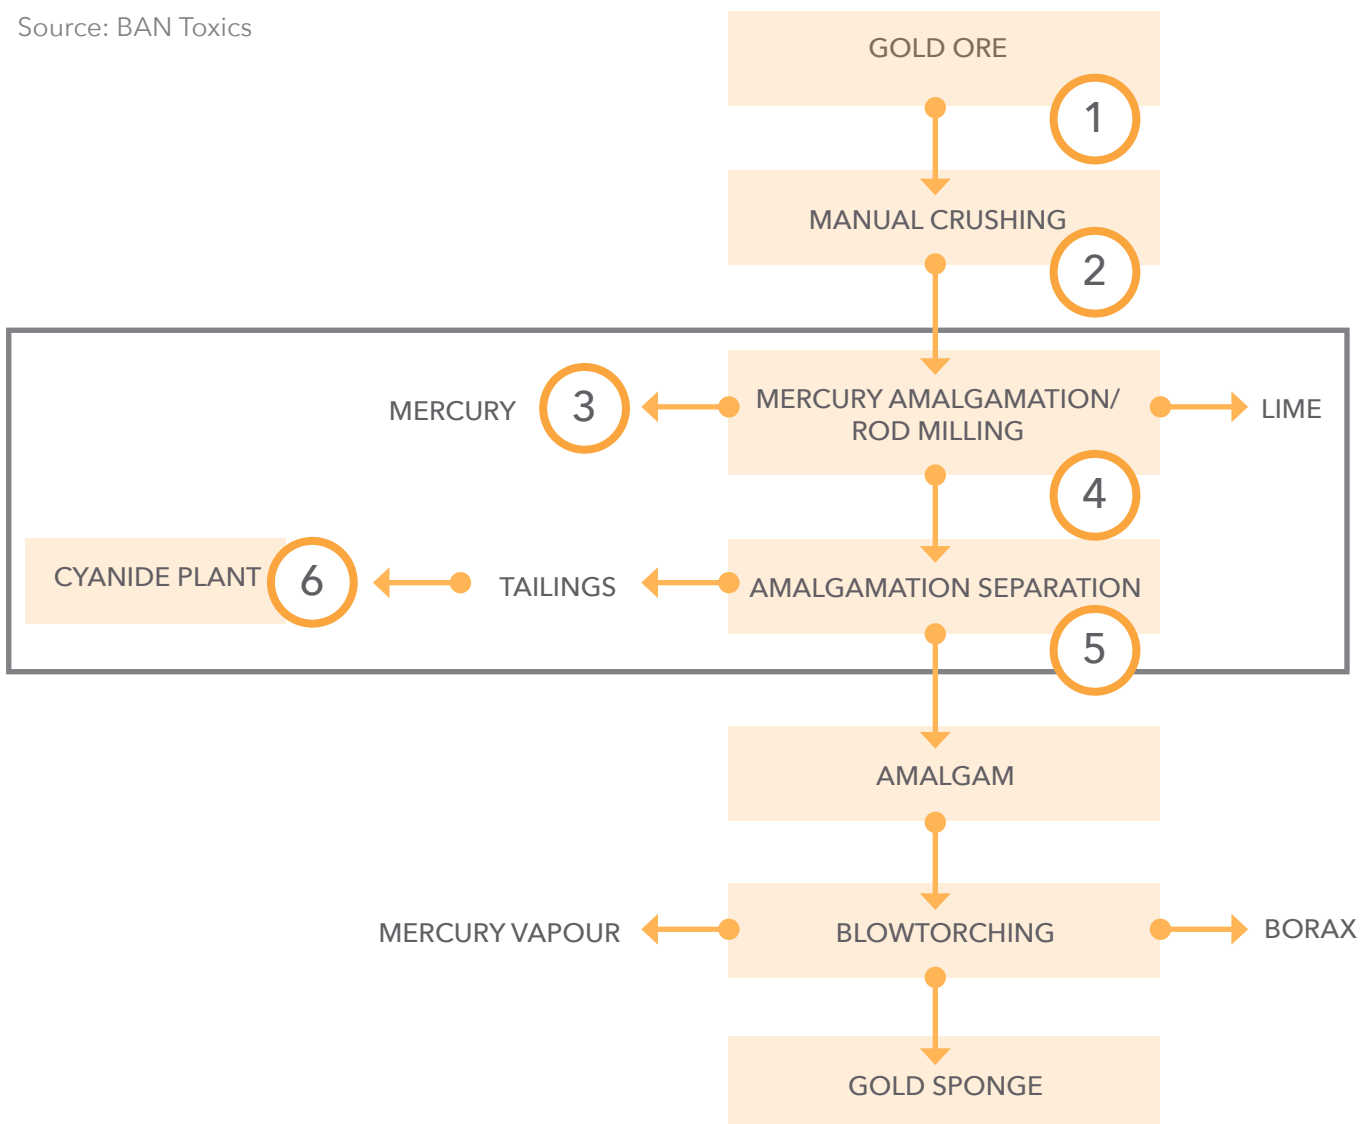 Source: BAN Toxics
GOLD ORE
1
MANUAL CRUSHING
2
MERCURY
3
MERCURY AMALGAMATION/
ROD MILLING
LIME
4
CYANIDE PLANT
6
TAILINGS
AMALGAMATION SEPARATION
5
AMALGAM
MERCURY VAPOUR
BLOWTORCHING
BORAX
GOLD SPONGE